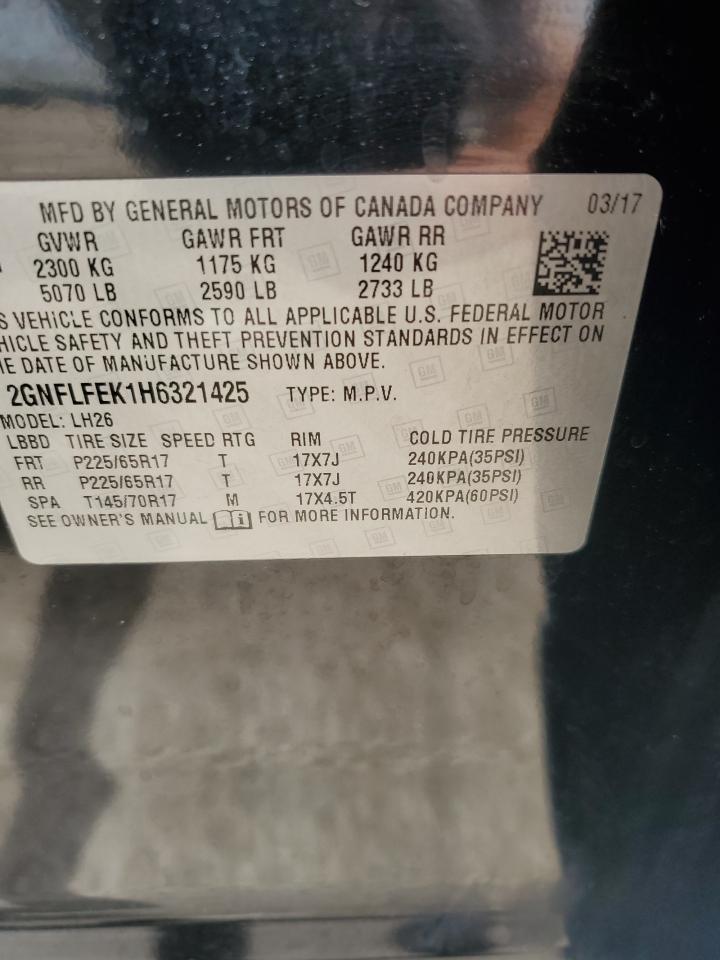 MFD BY GENERAL MOTORS OF CANADA COMPANY 03/17
GVWR GAWR FRT GAWR RR
2300 KG 1175 KG 1240 KG
5070 LB 2590 LB 2733 LB
S VEHICLE CONFORMS TO ALL APPLICABLE U.S. FEDERAL MOTOR
HICLE SAFETY AND THEFT PREVENTION STANDARDS IN EFFECT ON
E DATE OF MANUFACTURE SHOWN ABOVE.
2GNFLFEK1H6321425 TYPE: M.P.V.
MODEL: LH26
LBBD TIRE SIZE SPEED RTG RIM COLD TIRE PRESSURE
FRT P225/65R17 T 17X7J 240KPA(35PSI)
RR P225/65R17 T 17X7J 240KPA(35PSI)
SPA T145/70R17 M 17X4.5T 420KPA(60PSI)
SEE OWNER'S MANUAL FOR MORE INFORMATION.